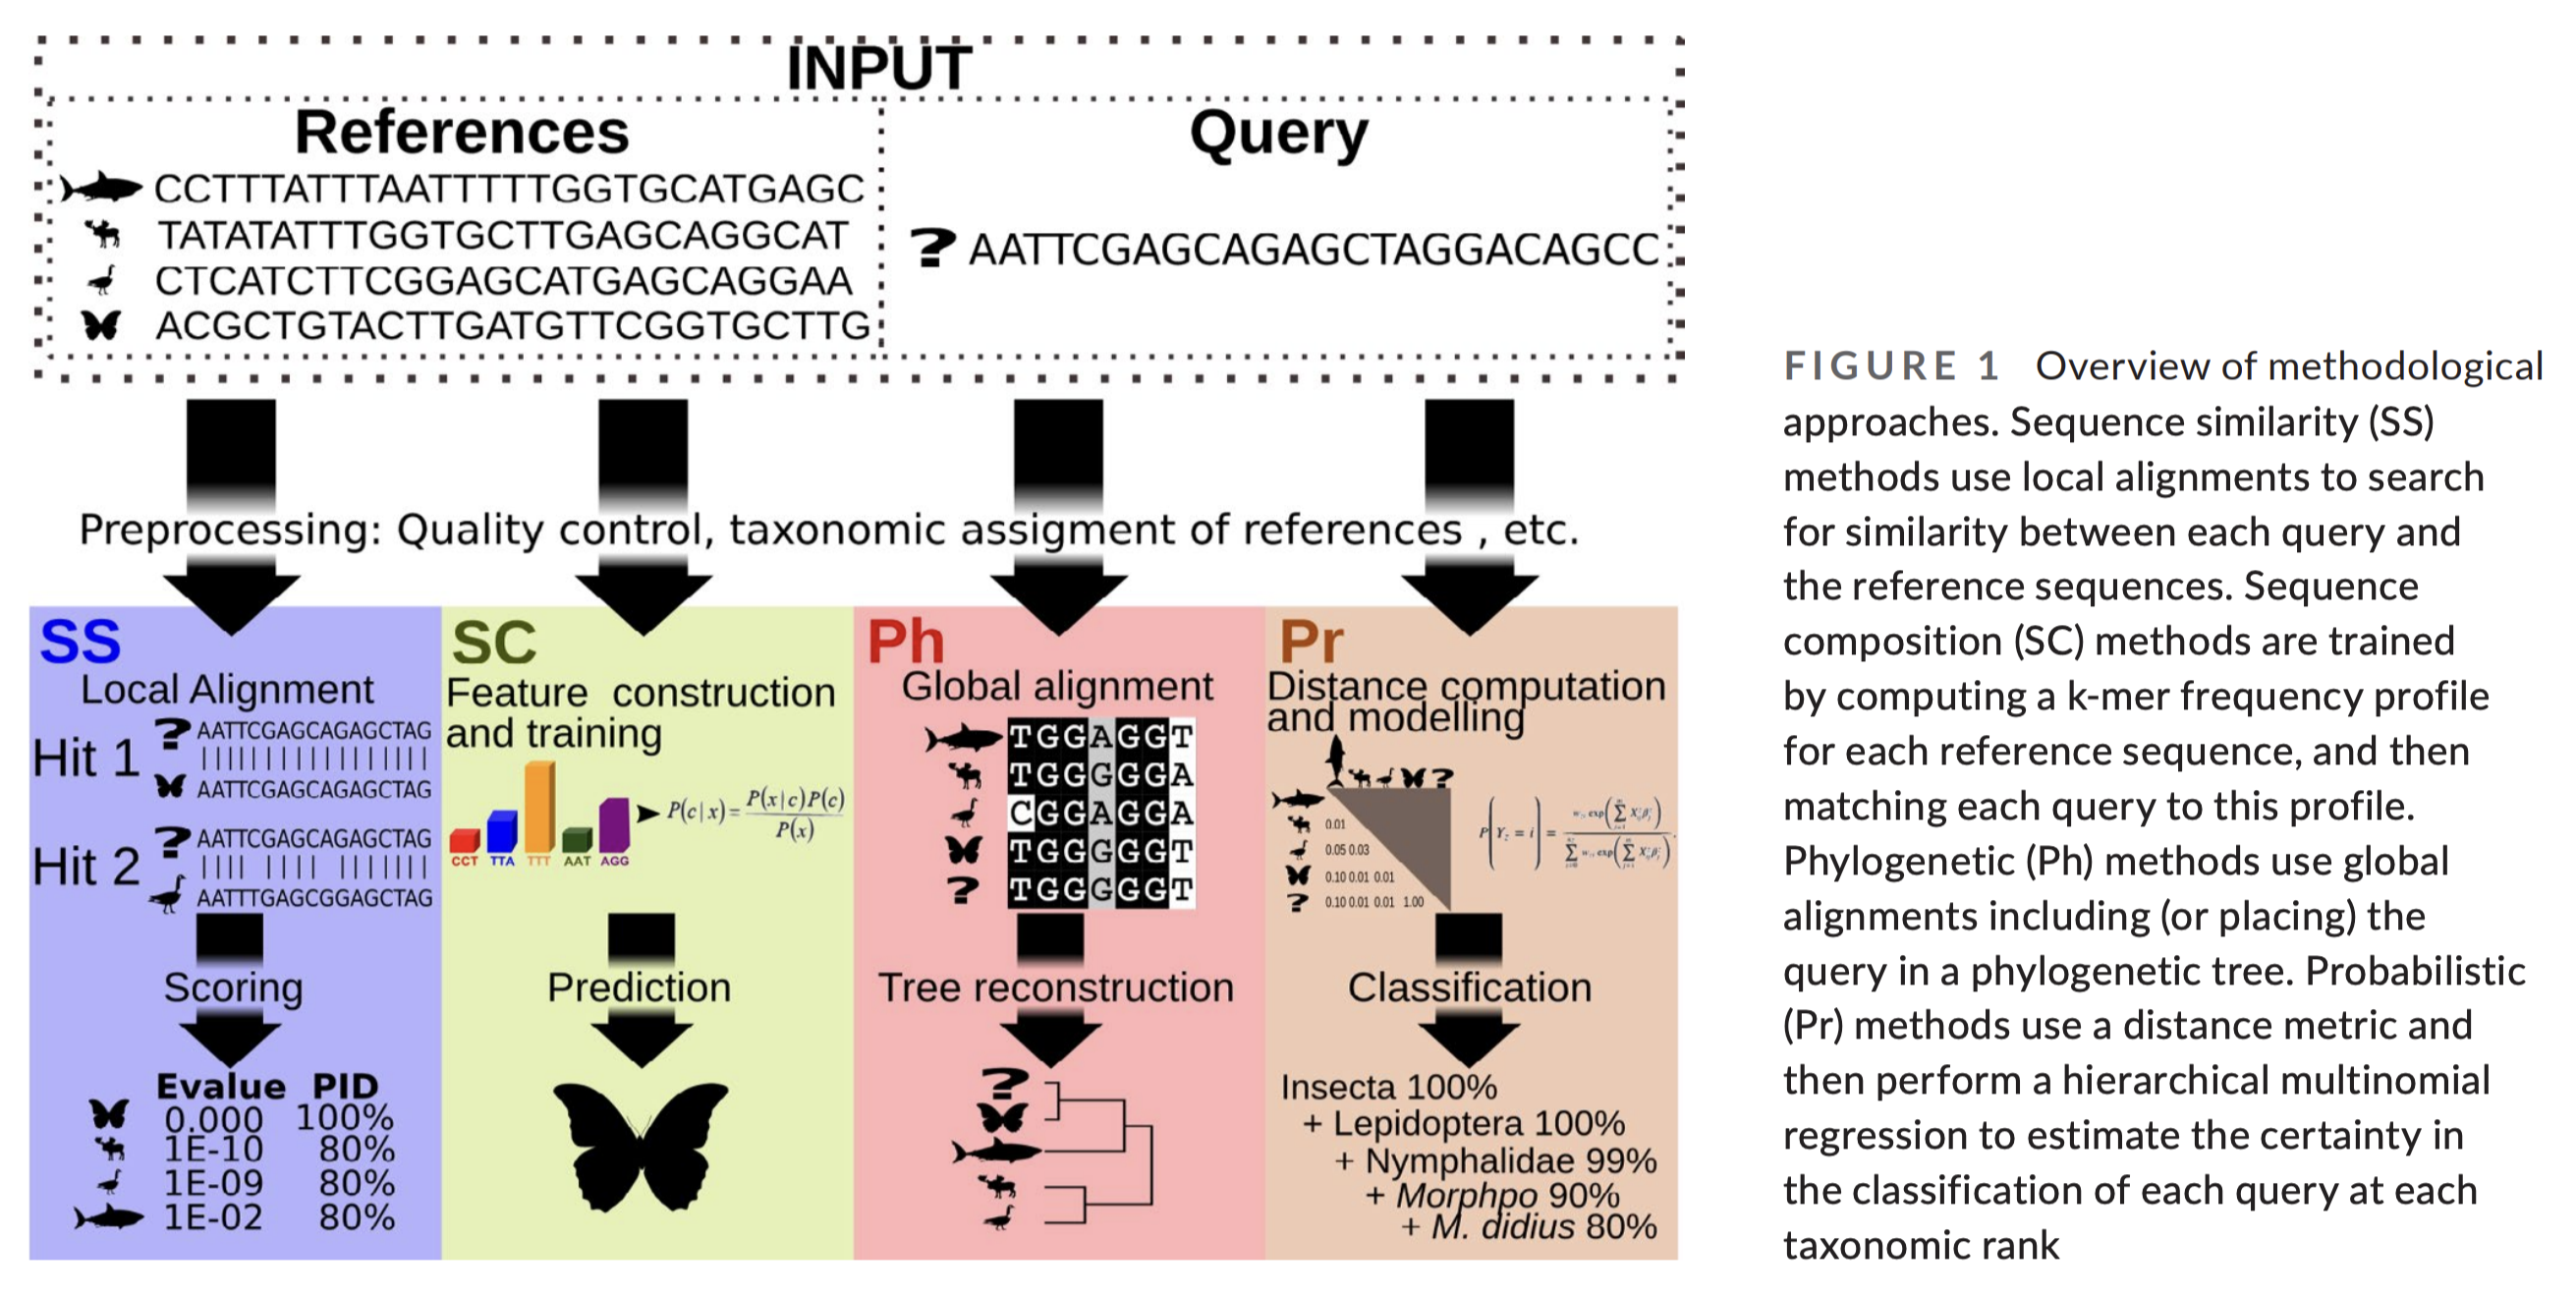 INPUT
References
CCTTTATTTAATTTTTGGTGCATGAGC
TATATATTTGGTGCTTGAGCAGGCAT
CTCATCTTCGGAGCATGAGCAGGAA
ACGCTGTACTTGATGTTCGGTGCTTG
Query
? AATTCGAGCAGAGCTAGGACAGCC
Preprocessing: Quality control, taxonomic assigment of references , etc.
SS
Local Alignment
Hit 1
? AATTCGAGCAGAGCTAG
AATTCGAGCAGAGCTAG
Hit 2
? AATTCGAGCAGAGCTAG
AATTTGAGCGGAGCTAG
Scoring
Evalue PID
0.000 100%
1E-10 80%
1E-09 80%
1E-02 80%
SC
Feature construction
and training
CCT TTA TTT AAT AGG
P(c|x)=P(x|c)P(c)
P(x)
Prediction
Ph
Global alignment
TGGAGGT
TGGGGGA
CGGAGGA
TGGGGGT
? TGGGGGT
Tree reconstruction
?
Pr
Distance computation
and modelling
?
0.01
0.05 0.03
0.10 0.01 0.01
? 0.10 0.01 0.01 1.00
Classification
Insecta 100%
+ Lepidoptera 100%
+ Nymphalidae 99%
+ Morphpo 90%
+ M. didius 80%
FIGURE 1 Overview of methodological
approaches. Sequence similarity (SS)
methods use local alignments to search
for similarity between each query and
the reference sequences. Sequence
composition (SC) methods are trained
by computing a k-mer frequency profile
for each reference sequence, and then
matching each query to this profile.
Phylogenetic (Ph) methods use global
alignments including (or placing) the
query in a phylogenetic tree. Probabilistic
(Pr) methods use a distance metric and
then perform a hierarchical multinomial
regression to estimate the certainty in
the classification of each query at each
taxonomic rank